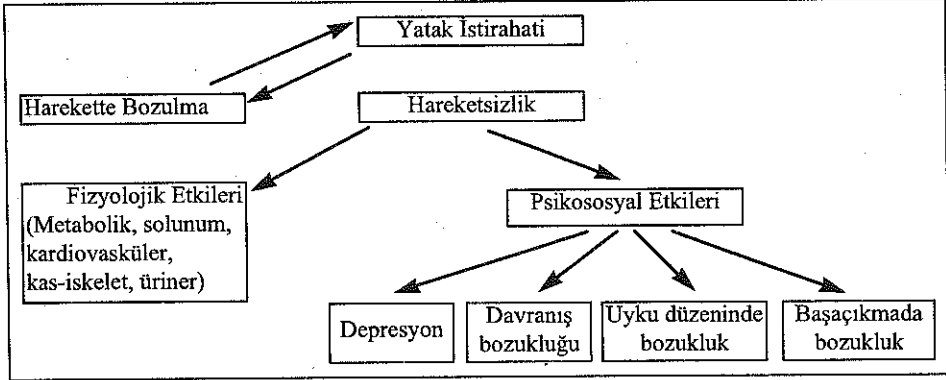 Yatak İstirahati
Harekette Bozulma
Hareketsizlik
Fizyolojik Etkileri
(Metabolik, solunum,
kardiovasküler,
kas-iskelet, üriner)
Psikososyal Etkileri
Depresyon
Davranış
bozukluğu
Uyku düzeninde
bozukluk
Başaçıkmada
bozukluk